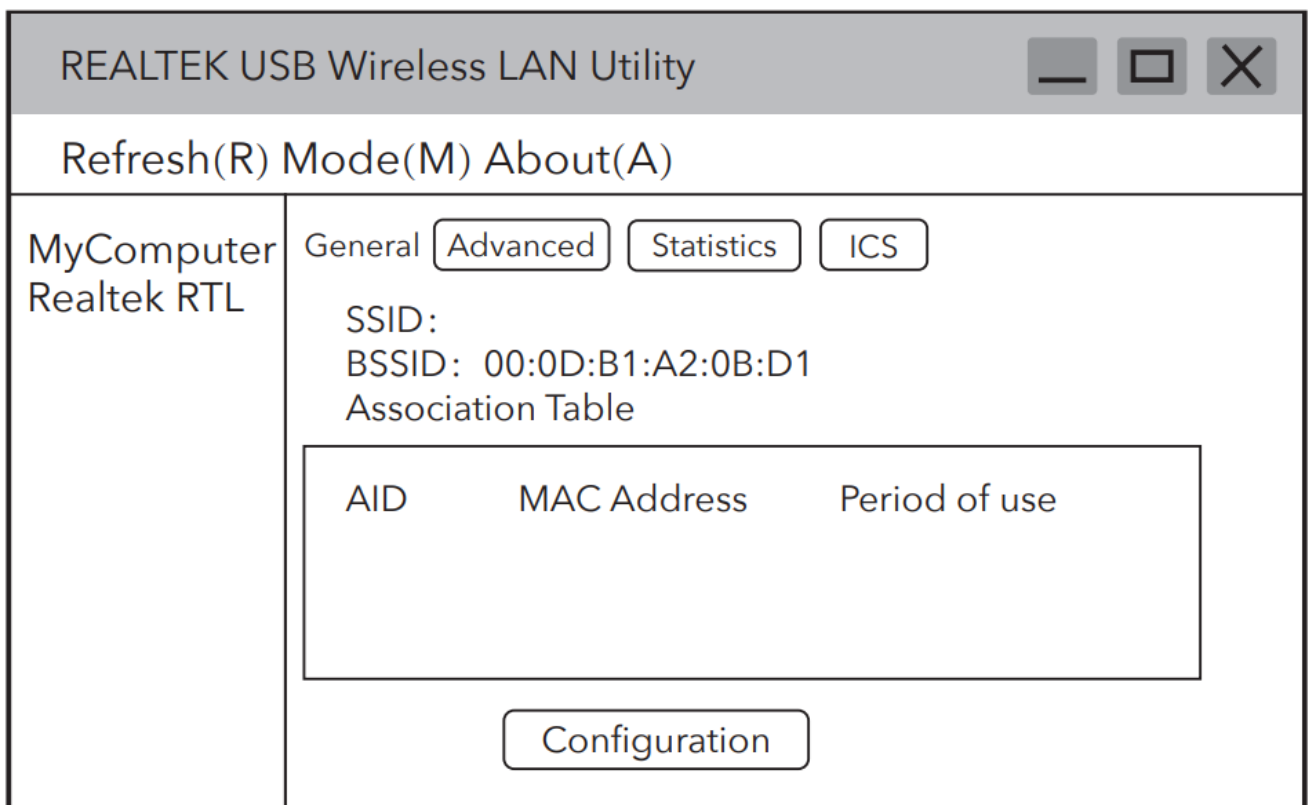 REALTEK USB Wireless LAN Utility
Refresh(R) Mode(M) About(A)
MyComputer
Realtek RTL
General Advanced Statistics ICS
SSID:
BSSID: 00:0D:B1:A2:0B:D1
Association Table
AID MAC Address Period of use
Configuration